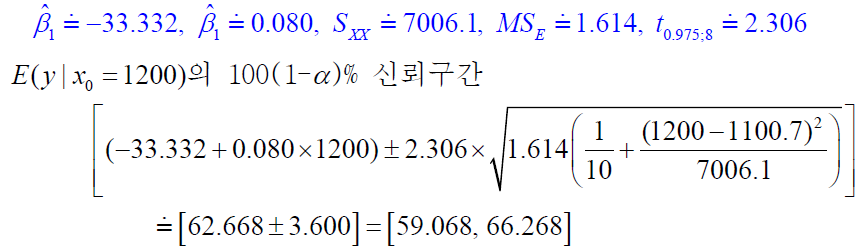 β̂₁ ≐ −33.332, β̂₁ ≐ 0.080, S_XX ≐ 7006.1, MS_E ≐ 1.614, t_{0.975;8} ≐ 2.306
E(y | x₀ = 1200)의 100(1-α)% 신뢰구간
[(−33.332 + 0.080 × 1200) ± 2.306 × √(1.614(1/10 + (1200 − 1100.7)²/7006.1))]
≐ [62.668 ± 3.600] = [59.068, 66.268]